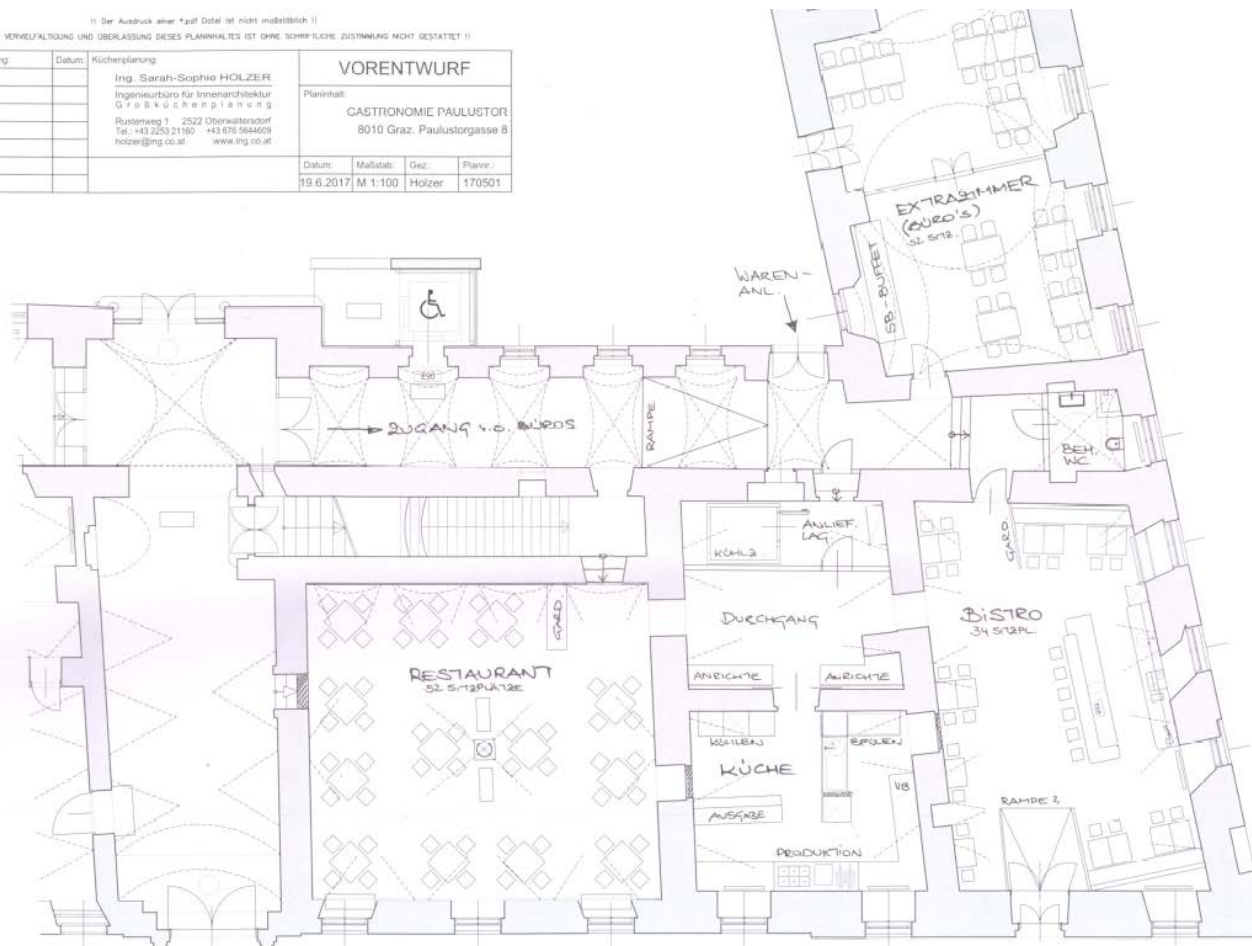 !! Der Ausdruck einer *.pdf Datei ist nicht maßstäblich !!
VERVIELFÄLTIGUNG UND ÜBERLASSUNG DIESES PLANINHALTES IST OHNE SCHRIFTLICHE ZUSTIMMUNG NICHT GESTATTET !!
Datum:
Küchenplanung:
Ing. Sarah-Sophie HOLZER
Ingenieurbüro für Innenarchitektur
Großküchenplanung
Rustenweg 1 2522 Oberwaltersdorf
Tel.: +43 2253 21160 +43 676 5644609
holzer@ing.co.at www.ing.co.at
VORENTWURF
Planinhalt:
GASTRONOMIE PAULUSTOR
8010 Graz. Paulustorgasse 8
Datum: Maßstab: Gez.: Plannr.:
19.6.2017 M 1:100 Holzer 170501
EXTRAZIMMER
(BÜRO'S)
52 SITZ.
SB-BUFFET
WAREN-
ANL.
ZUGANG v.d. BÜROS
RAMPE
BEH.
WC
KÜHLZ
ANLIEF.
LAG.
GARD.
DURCHGANG
BISTRO
34 SITZPL.
GARD
RESTAURANT
52 SITZPLÄTZE
ANRICHTE
ANRICHTE
KÜHLEN
SPÜLEN
KÜCHE
VB
AUSGABE
PRODUKTION
RAMPE ?